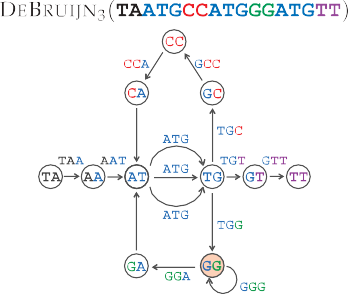 DEBRUIJN3(TAATGCCATGGGATGTT)
CC
CCA GCC
CA GC
ATG TGC
TAA AAT ATG TGT GTT
TA AA AT TG GT TT
ATG
TGG
GA GG
GGA GGG